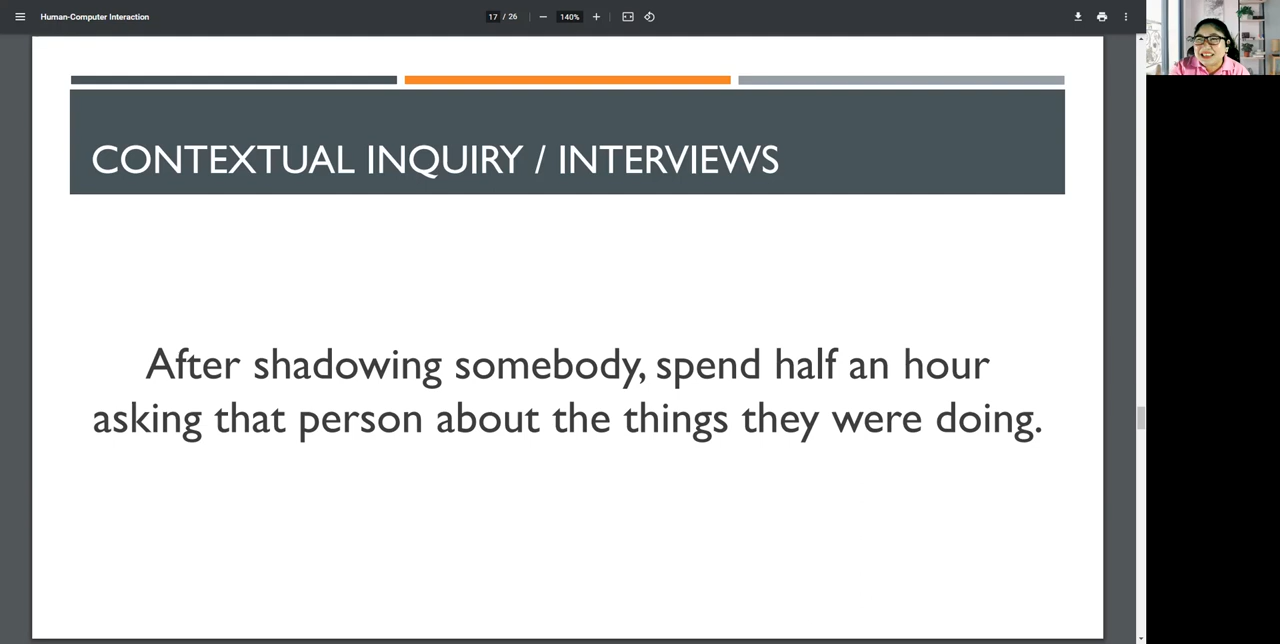 Human-Computer Interaction
17 / 26
140%
CONTEXTUAL INQUIRY / INTERVIEWS
After shadowing somebody, spend half an hour
asking that person about the things they were doing.